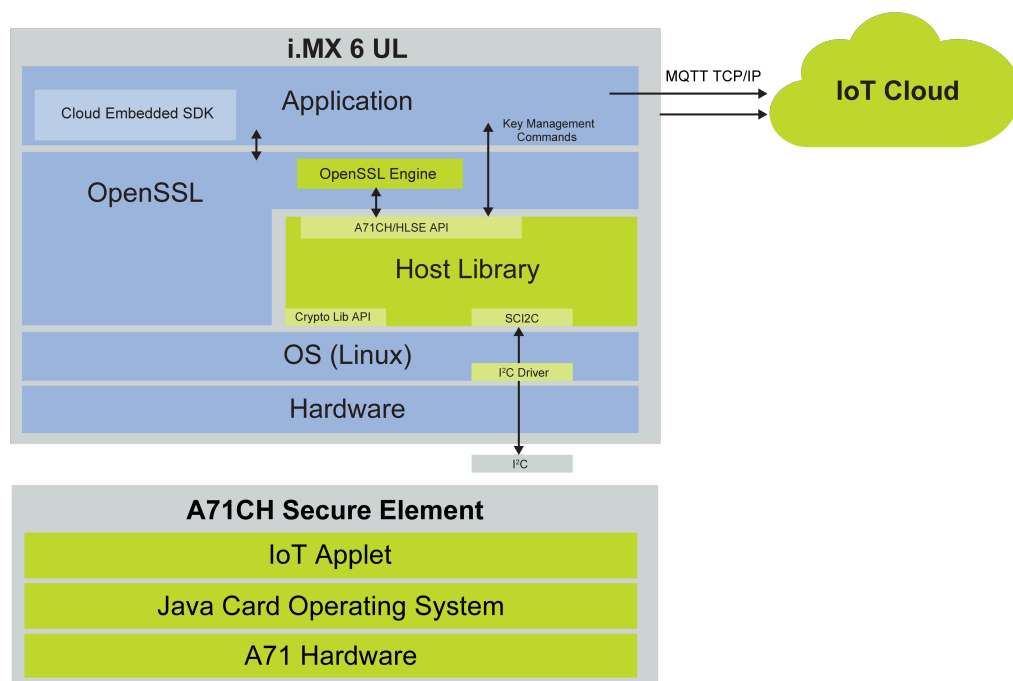 i.MX 6 UL
MQTT TCP/IP
IoT Cloud
Application
Cloud Embedded SDK
Key Management
Commands
OpenSSL Engine
OpenSSL
A71CH/HLSE API
Host Library
Crypto Lib API
SCI2C
OS (Linux)
I²C Driver
Hardware
I²C
A71CH Secure Element
IoT Applet
Java Card Operating System
A71 Hardware